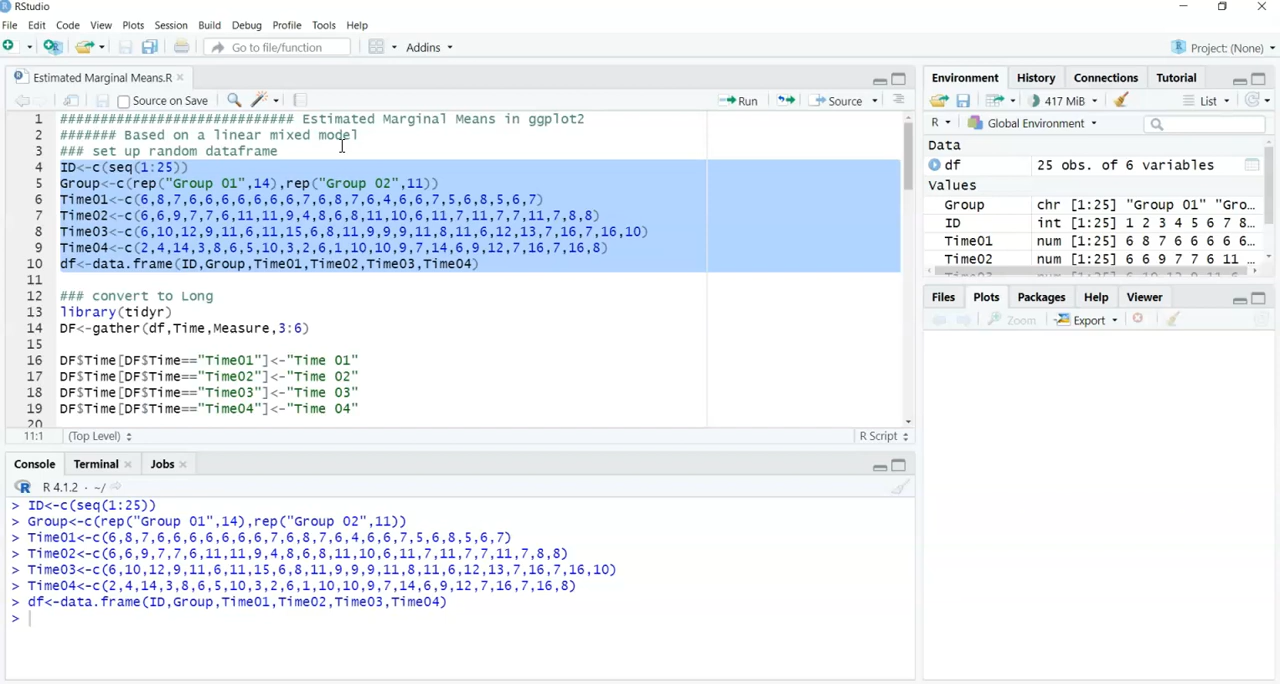 RStudio
File Edit Code View Plots Session Build Debug Profile Tools Help
Go to file/function Addins Project: (None)
Estimated Marginal Means.R
Source on Save Run Source
1 ############################# Estimated Marginal Means in ggplot2
2 ####### Based on a linear mixed model
3 ### set up random dataframe
4 ID<-c(seq(1:25))
5 Group<-c(rep("Group 01",14),rep("Group 02",11))
6 Time01<-c(6,8,7,6,6,6,6,6,6,7,6,8,7,6,4,6,6,7,5,6,8,5,6,7)
7 Time02<-c(6,6,9,7,7,6,11,11,9,4,8,6,8,11,10,6,11,7,11,7,7,11,7,8,8)
8 Time03<-c(6,10,12,9,11,6,11,15,6,8,11,9,9,9,11,8,11,6,12,13,7,16,7,16,10)
9 Time04<-c(2,4,14,3,8,6,5,10,3,2,6,1,10,10,9,7,14,6,9,12,7,16,7,16,8)
10 df<-data.frame(ID,Group,Time01,Time02,Time03,Time04)
11
12 ### convert to Long
13 library(tidyr)
14 DF<-gather(df,Time,Measure,3:6)
15
16 DF$Time[DF$Time=="Time01"]<-"Time 01"
17 DF$Time[DF$Time=="Time02"]<-"Time 02"
18 DF$Time[DF$Time=="Time03"]<-"Time 03"
19 DF$Time[DF$Time=="Time04"]<-"Time 04"
20
11:1 (Top Level) R Script
Console Terminal Jobs
R 4.1.2 · ~/
> ID<-c(seq(1:25))
> Group<-c(rep("Group 01",14),rep("Group 02",11))
> Time01<-c(6,8,7,6,6,6,6,6,6,7,6,8,7,6,4,6,6,7,5,6,8,5,6,7)
> Time02<-c(6,6,9,7,7,6,11,11,9,4,8,6,8,11,10,6,11,7,11,7,7,11,7,8,8)
> Time03<-c(6,10,12,9,11,6,11,15,6,8,11,9,9,9,11,8,11,6,12,13,7,16,7,16,10)
> Time04<-c(2,4,14,3,8,6,5,10,3,2,6,1,10,10,9,7,14,6,9,12,7,16,7,16,8)
> df<-data.frame(ID,Group,Time01,Time02,Time03,Time04)
>
Environment History Connections Tutorial
417 MiB List
R Global Environment
Data
df 25 obs. of 6 variables
Values
Group chr [1:25] "Group 01" "Gro…
ID int [1:25] 1 2 3 4 5 6 7 8…
Time01 num [1:25] 6 8 7 6 6 6 6 6…
Time02 num [1:25] 6 6 9 7 7 6 11 …
Files Plots Packages Help Viewer
Zoom Export